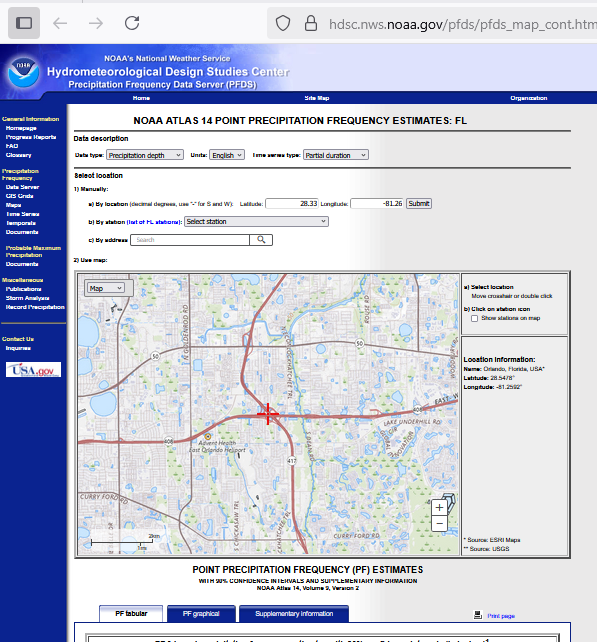 hdsc.nws.noaa.gov/pfds/pfds_map_cont.htm
NOAA's National Weather Service
Hydrometeorological Design Studies Center
Precipitation Frequency Data Server (PFDS)
noaa
Home Site Map Organization
General Information
Homepage
Progress Reports
FAQ
Glossary
Precipitation
Frequency
Data Server
GIS Grids
Maps
Time Series
Temporals
Documents
Probable Maximum
Precipitation
Documents
Miscellaneous
Publications
Storm Analysis
Record Precipitation
Contact Us
Inquiries
USA.gov
NOAA ATLAS 14 POINT PRECIPITATION FREQUENCY ESTIMATES: FL
Data description
Data type: Precipitation depth Units: English Time series type: Partial duration
Select location
1) Manually:
a) By location (decimal degrees, use "-" for S and W): Latitude: 28.33 Longitude: -81.26 Submit
b) By station (list of FL stations): Select station
c) By address Search
2) Use map:
Map
N GOLDENROD RD
N ECONLOCKHATCHEE TRL
ROUSE RD
50
50
408
408
EAST W
LAKE UNDERHILL RD
Advent Health
East Orlando Heliport
417
S DEAN RD
CURRY FORD RD
S CHICKASAW TRL
CURRY FORD RD
2km
1mi
+
−
a) Select location
Move crosshair or double click
b) Click on station icon
Show stations on map
Location information:
Name: Orlando, Florida, USA*
Latitude: 28.5478°
Longitude: -81.2592°
* Source: ESRI Maps
** Source: USGS
POINT PRECIPITATION FREQUENCY (PF) ESTIMATES
WITH 90% CONFIDENCE INTERVALS AND SUPPLEMENTARY INFORMATION
NOAA Atlas 14, Volume 9, Version 2
PF tabular PF graphical Supplementary information Print page